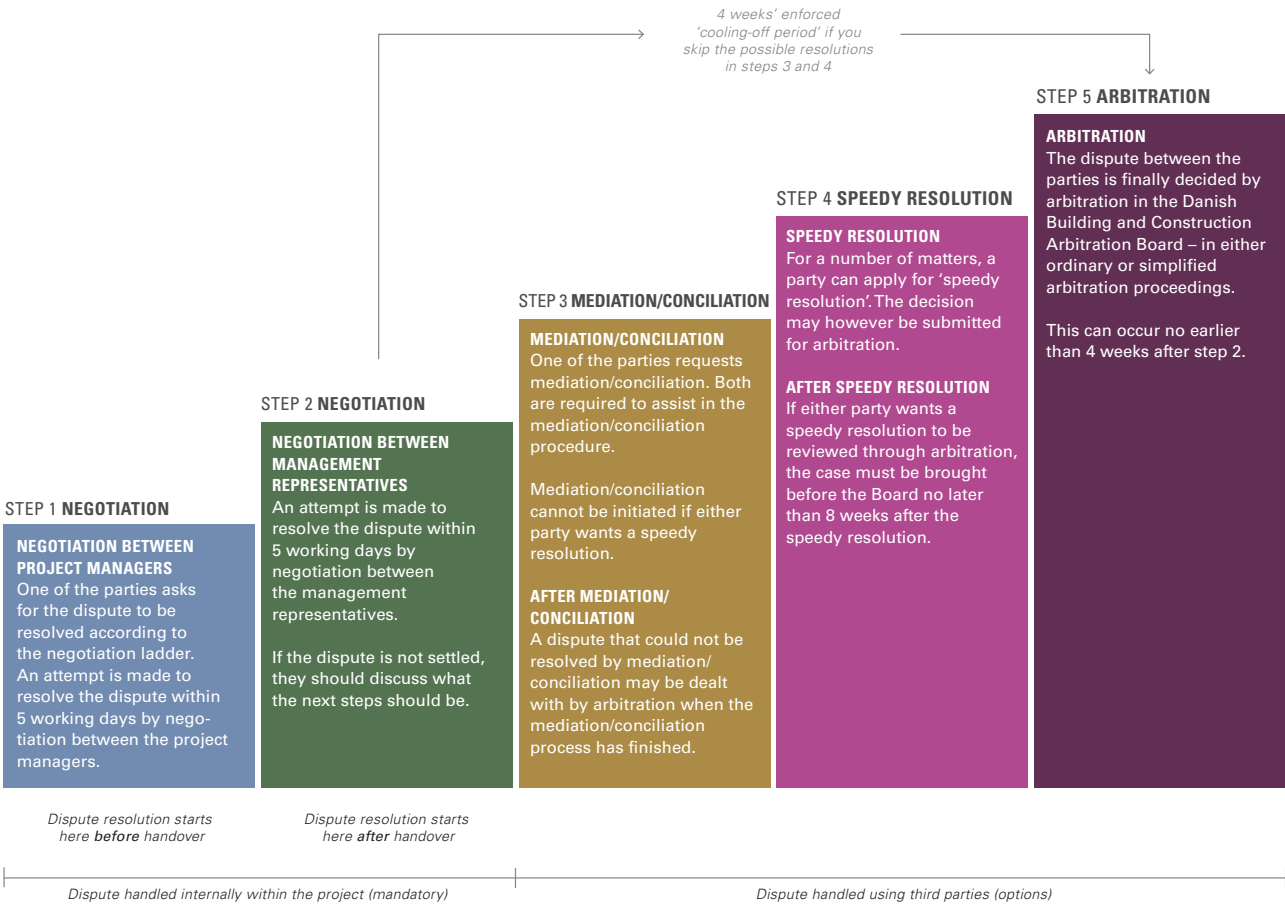 4 weeks' enforced
'cooling-off period' if you
skip the possible resolutions
in steps 3 and 4
STEP 1 NEGOTIATION
NEGOTIATION BETWEEN
PROJECT MANAGERS
One of the parties asks
for the dispute to be
resolved according to
the negotiation ladder.
An attempt is made to
resolve the dispute within
5 working days by nego-
tiation between the project
managers.
Dispute resolution starts
here before handover
STEP 2 NEGOTIATION
NEGOTIATION BETWEEN
MANAGEMENT
REPRESENTATIVES
An attempt is made to
resolve the dispute within
5 working days by
negotiation between
the management
representatives.
If the dispute is not settled,
they should discuss what
the next steps should be.
Dispute resolution starts
here after handover
STEP 3 MEDIATION/CONCILIATION
MEDIATION/CONCILIATION
One of the parties requests
mediation/conciliation. Both
are required to assist in the
mediation/conciliation
procedure.
Mediation/conciliation
cannot be initiated if either
party wants a speedy
resolution.
AFTER MEDIATION/
CONCILIATION
A dispute that could not be
resolved by mediation/
conciliation may be dealt
with by arbitration when the
mediation/conciliation
process has finished.
STEP 4 SPEEDY RESOLUTION
SPEEDY RESOLUTION
For a number of matters, a
party can apply for 'speedy
resolution'. The decision
may however be submitted
for arbitration.
AFTER SPEEDY RESOLUTION
If either party wants a
speedy resolution to be
reviewed through arbitration,
the case must be brought
before the Board no later
than 8 weeks after the
speedy resolution.
STEP 5 ARBITRATION
ARBITRATION
The dispute between the
parties is finally decided by
arbitration in the Danish
Building and Construction
Arbitration Board – in either
ordinary or simplified
arbitration proceedings.
This can occur no earlier
than 4 weeks after step 2.
Dispute handled internally within the project (mandatory)
Dispute handled using third parties (options)